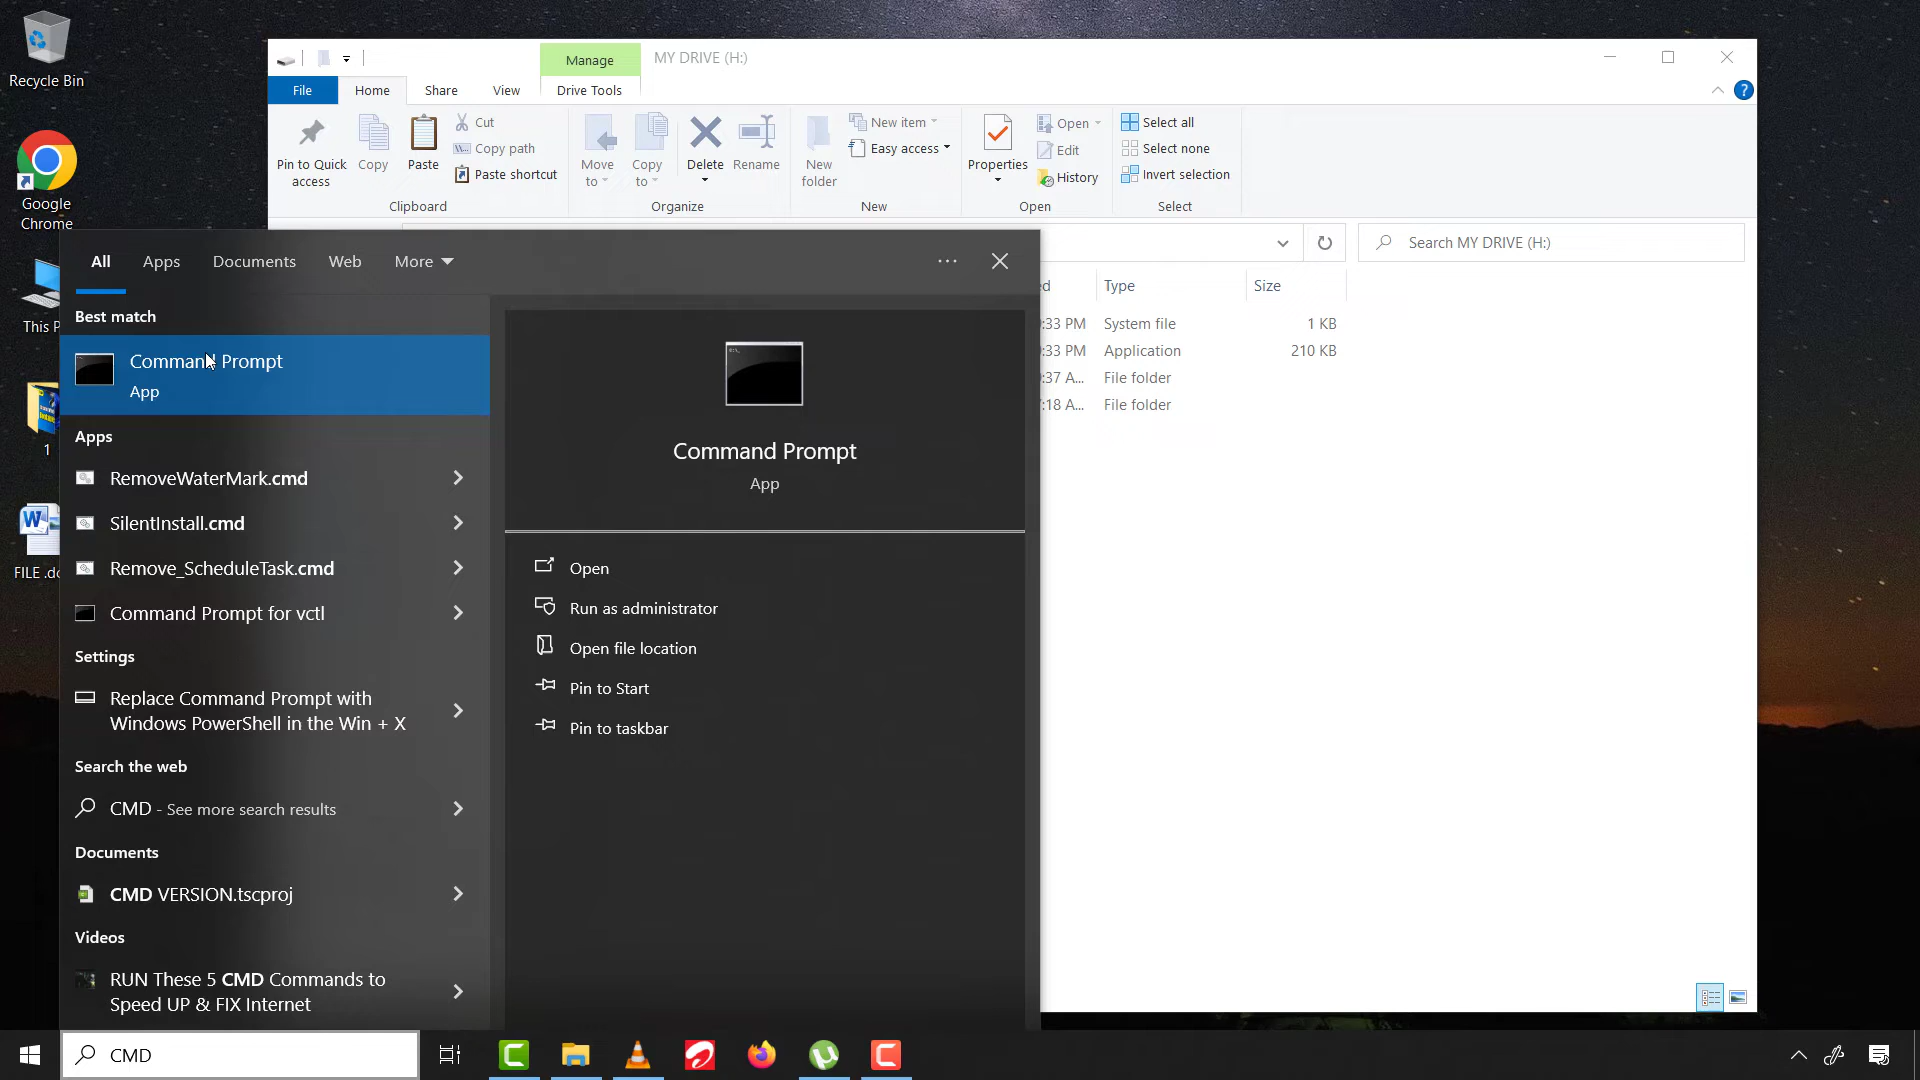 Recycle Bin
Google
Chrome
This P
1
FILE .do
Manage
MY DRIVE (H:)
File
Home
Share
View
Drive Tools
Pin to Quick
access
Copy
Paste
Cut
Copy path
Paste shortcut
Clipboard
Move
to
Copy
to
Delete
Rename
Organize
New
folder
New item
Easy access
New
Properties
Open
Edit
History
Open
Select all
Select none
Invert selection
Select
Search MY DRIVE (H:)
ed
Type
Size
:33 PM
System file
1 KB
:33 PM
Application
210 KB
:37 A...
File folder
:18 A...
File folder
All
Apps
Documents
Web
More
Best match
Command Prompt
App
Apps
RemoveWaterMark.cmd
SilentInstall.cmd
Remove_ScheduleTask.cmd
Command Prompt for vctl
Settings
Replace Command Prompt with
Windows PowerShell in the Win + X
Search the web
CMD - See more search results
Documents
CMD VERSION.tscproj
Videos
RUN These 5 CMD Commands to
Speed UP & FIX Internet
Command Prompt
App
Open
Run as administrator
Open file location
Pin to Start
Pin to taskbar
CMD